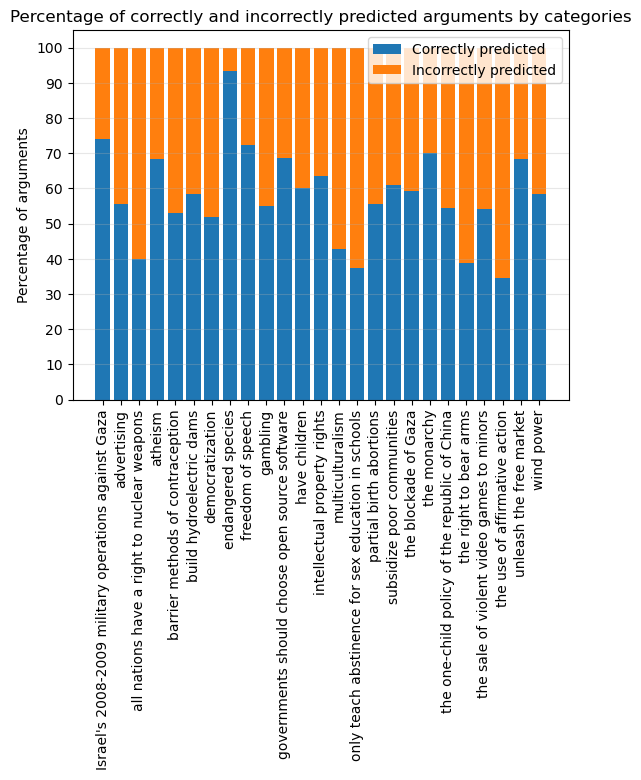 Percentage of correctly and incorrectly predicted arguments by categories
Correctly predicted
Incorrectly predicted
Percentage of arguments
100
90
80
70
60
50
40
30
20
10
0
Israel's 2008-2009 military operations against Gaza
advertising
all nations have a right to nuclear weapons
atheism
barrier methods of contraception
build hydroelectric dams
democratization
endangered species
freedom of speech
gambling
governments should choose open source software
have children
intellectual property rights
multiculturalism
only teach abstinence for sex education in schools
partial birth abortions
subsidize poor communities
the blockade of Gaza
the monarchy
the one-child policy of the republic of China
the right to bear arms
the sale of violent video games to minors
the use of affirmative action
unleash the free market
wind power